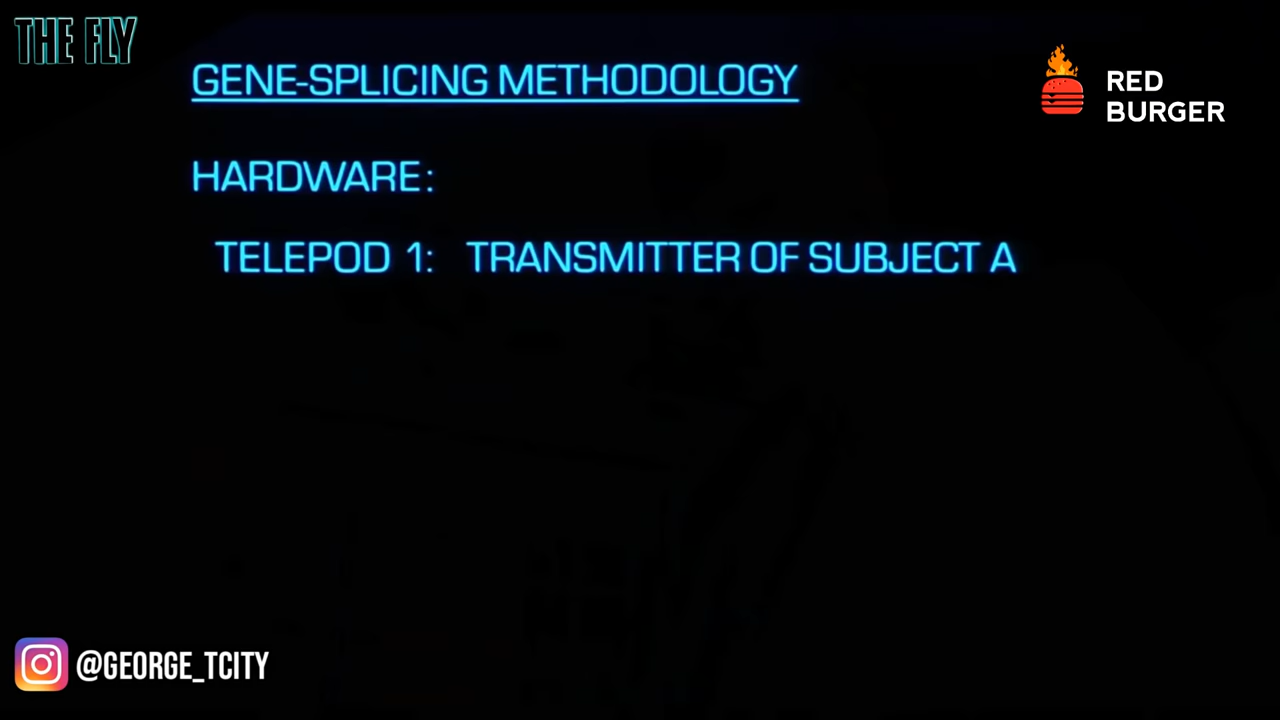 THE FLY
GENE-SPLICING METHODOLOGY
RED
BURGER
HARDWARE:
TELEPOD 1: TRANSMITTER OF SUBJECT A
@GEORGE_TCITY